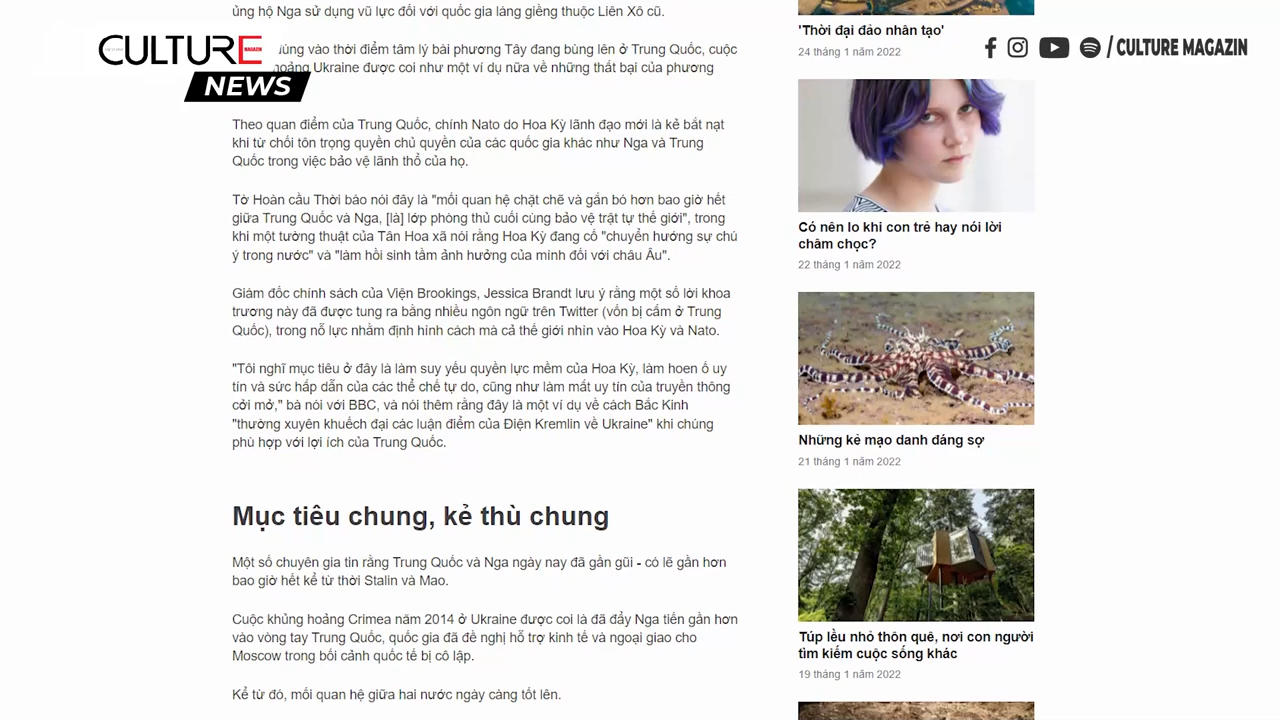 ủng hộ Nga sử dụng vũ lực đối với quốc gia láng giềng thuộc Liên Xô cũ.
vào thời điểm tâm lý bài phương Tây đang bùng lên ở Trung Quốc, cuộc
Ukraine được coi như một ví dụ nữa về những thất bại của phương
CULTURE
MAGAZIN
NEWS
Theo quan điểm của Trung Quốc, chính Nato do Hoa Kỳ lãnh đạo mới là kẻ bắt nạt
khi từ chối tôn trọng quyền chủ quyền của các quốc gia khác như Nga và Trung
Quốc trong việc bảo vệ lãnh thổ của họ.
Tờ Hoàn cầu Thời báo nói đây là "mối quan hệ chặt chẽ và gắn bó hơn bao giờ hết
giữa Trung Quốc và Nga, [là] lớp phòng thủ cuối cùng bảo vệ trật tự thế giới", trong
khi một tường thuật của Tân Hoa xã nói rằng Hoa Kỳ đang cố "chuyển hướng sự chú
ý trong nước" và "làm hồi sinh tầm ảnh hưởng của mình đối với châu Âu".
Giám đốc chính sách của Viện Brookings, Jessica Brandt lưu ý rằng một số lời khoa
trương này đã được tung ra bằng nhiều ngôn ngữ trên Twitter (vốn bị cấm ở Trung
Quốc), trong nỗ lực nhằm định hình cách mà cả thế giới nhìn vào Hoa Kỳ và Nato.
"Tôi nghĩ mục tiêu ở đây là làm suy yếu quyền lực mềm của Hoa Kỳ, làm hoen ố uy
tín và sức hấp dẫn của các thể chế tự do, cũng như làm mất uy tín của truyền thông
cởi mở," bà nói với BBC, và nói thêm rằng đây là một ví dụ về cách Bắc Kinh
"thường xuyên khuếch đại các luận điểm của Điện Kremlin về Ukraine" khi chúng
phù hợp với lợi ích của Trung Quốc.
Mục tiêu chung, kẻ thù chung
Một số chuyên gia tin rằng Trung Quốc và Nga ngày nay đã gần gũi - có lẽ gần hơn
bao giờ hết kể từ thời Stalin và Mao.
Cuộc khủng hoảng Crimea năm 2014 ở Ukraine được coi là đã đẩy Nga tiến gần hơn
vào vòng tay Trung Quốc, quốc gia đã đề nghị hỗ trợ kinh tế và ngoại giao cho
Moscow trong bối cảnh quốc tế bị cô lập.
Kể từ đó, mối quan hệ giữa hai nước ngày càng tốt lên.
'Thời đại đảo nhân tạo'
24 tháng 1 năm 2022
/ CULTURE MAGAZIN
Có nên lo khi con trẻ hay nói lời
châm chọc?
22 tháng 1 năm 2022
Những kẻ mạo danh đáng sợ
21 tháng 1 năm 2022
Túp lều nhỏ thôn quê, nơi con người
tìm kiếm cuộc sống khác
19 tháng 1 năm 2022